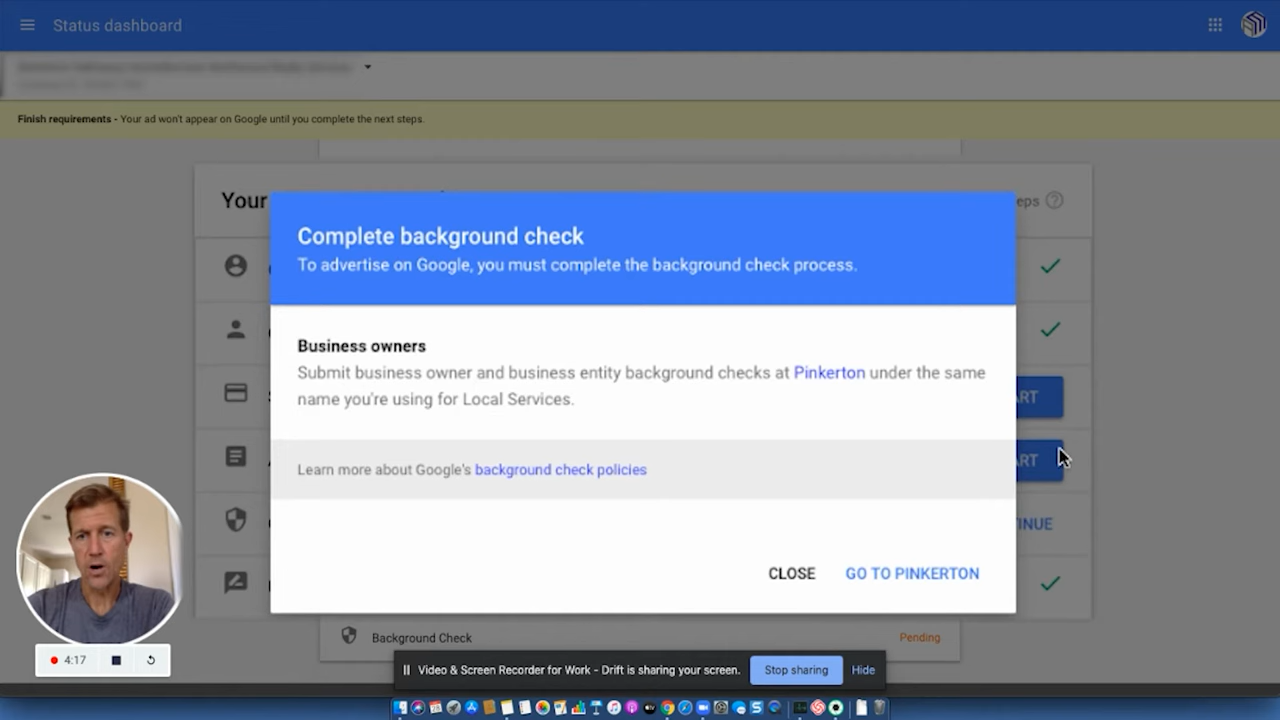 Status dashboard
Finish requirements - Your ad won't appear on Google until you complete the next steps.
Your
eps
Complete background check
To advertise on Google, you must complete the background check process.
Business owners
Submit business owner and business entity background checks at Pinkerton under the same
name you're using for Local Services.
ART
Learn more about Google's background check policies
ART
INUE
CLOSE GO TO PINKERTON
Background Check Pending
4:17
Video & Screen Recorder for Work - Drift is sharing your screen. Stop sharing Hide